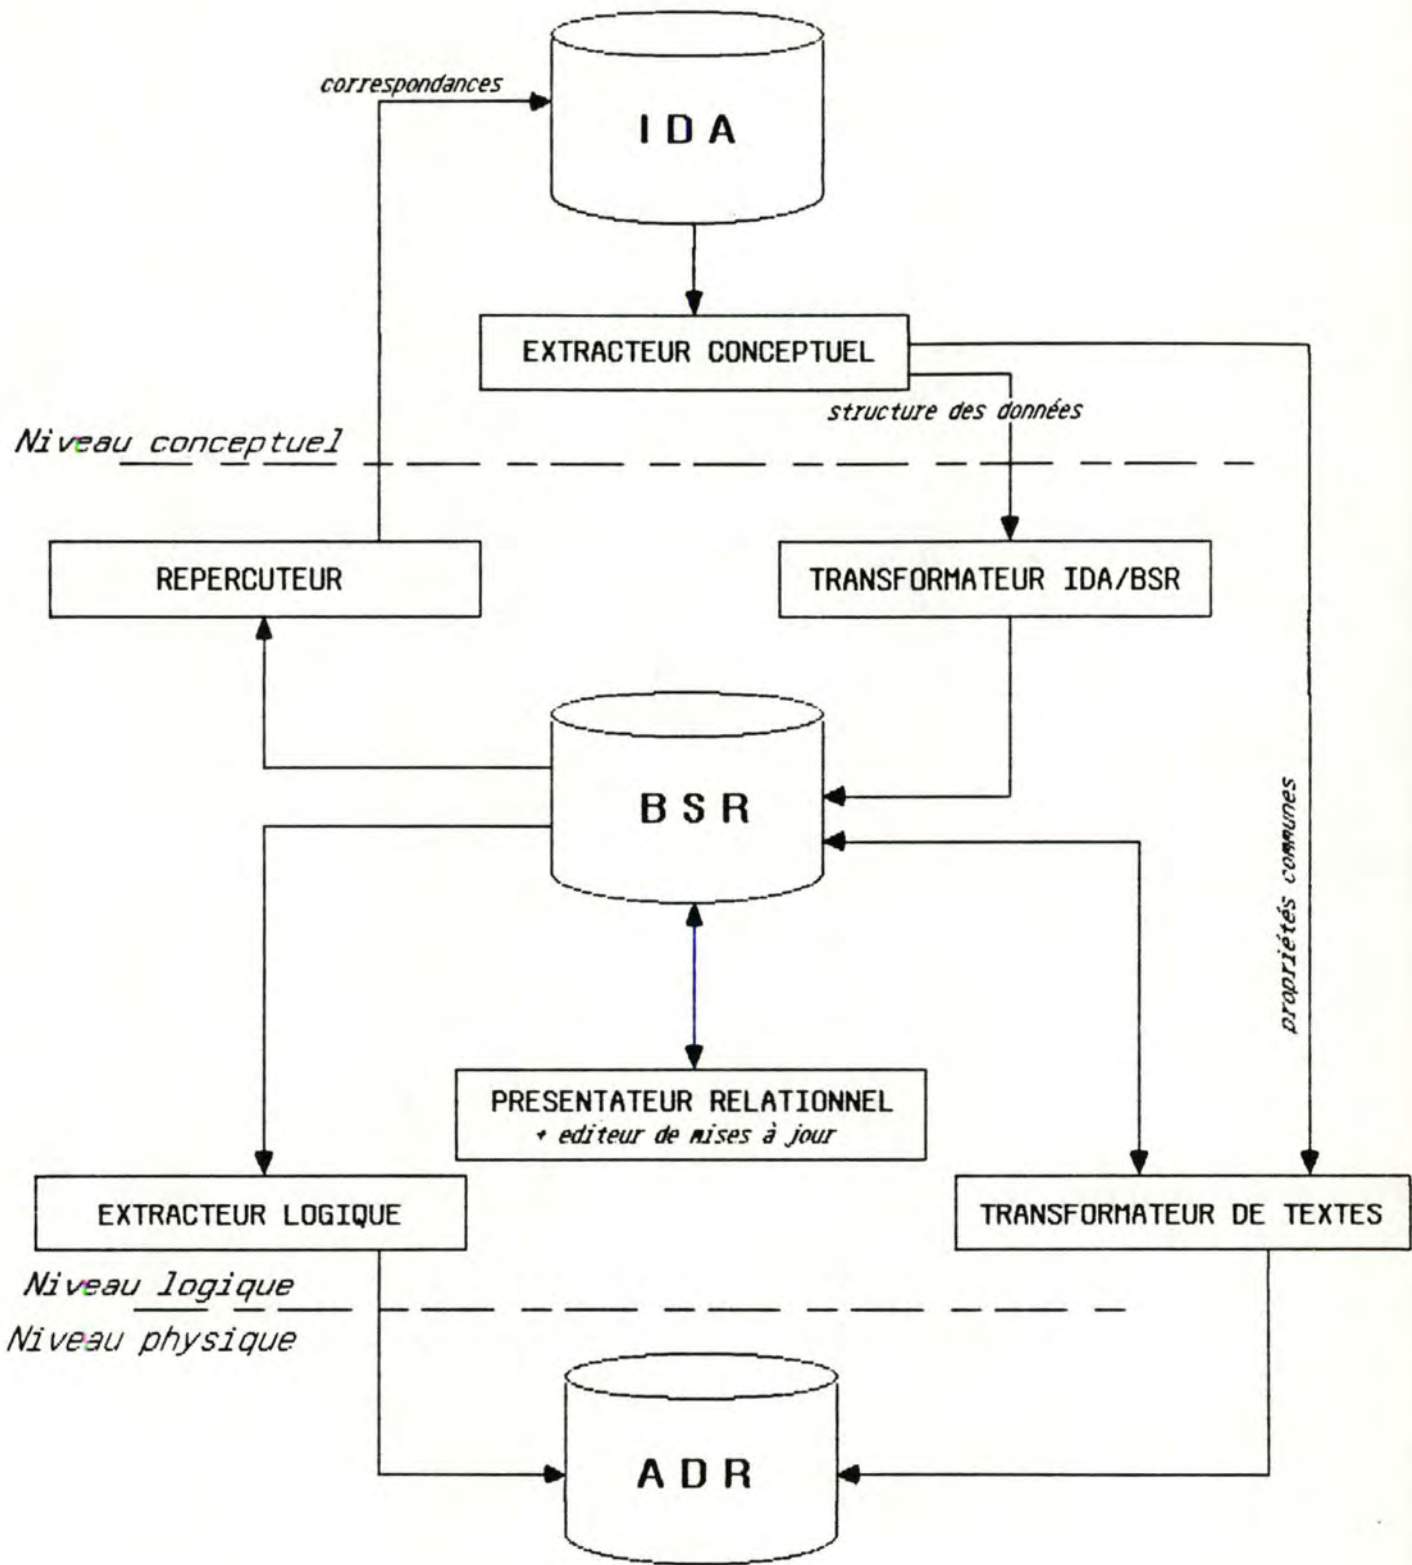 correspondances
IDA
EXTRACTEUR CONCEPTUEL
structure des données
Niveau conceptuel
REPERCUTEUR
TRANSFORMATEUR IDA/BSR
BSR
propriétés communes
PRESENTATEUR RELATIONNEL
+ editeur de mises à jour
EXTRACTEUR LOGIQUE
TRANSFORMATEUR DE TEXTES
Niveau logique
Niveau physique
ADR